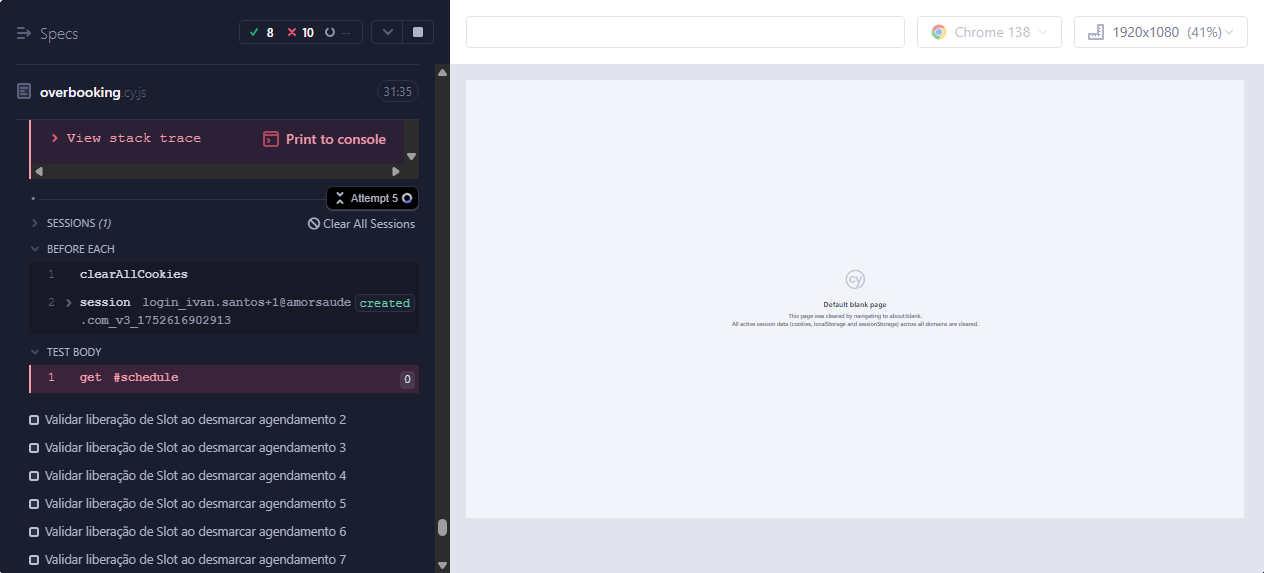 Specs
8
10
--
Chrome 138
1920x1080 (41%)
overbooking.cy.js
31:35
View stack trace
Print to console
Attempt 5
SESSIONS (1)
Clear All Sessions
BEFORE EACH
1 clearAllCookies
2 session login_ivan.santos+1@amorsaude created
.com_v3_1752616902913
TEST BODY
1 get #schedule 0
Validar liberação de Slot ao desmarcar agendamento 2
Validar liberação de Slot ao desmarcar agendamento 3
Validar liberação de Slot ao desmarcar agendamento 4
Validar liberação de Slot ao desmarcar agendamento 5
Validar liberação de Slot ao desmarcar agendamento 6
Validar liberação de Slot ao desmarcar agendamento 7
cy
Default blank page
This page was cleared by navigating to about:blank.
All active session data (cookies, localStorage and sessionStorage) across all domains are cleared.